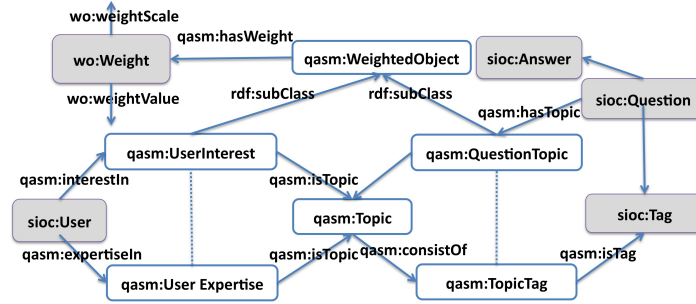 wo:weightScale
qasm:hasWeight
wo:Weight
qasm:WeightedObject
sioc:Answer
wo:weightValue
rdf:subClass
rdf:subClass
sioc:Question
qasm:hasTopic
qasm:UserInterest
qasm:QuestionTopic
qasm:interestIn
qasm:isTopic
sioc:User
qasm:Topic
sioc:Tag
qasm:expertiseIn
qasm:isTopic
qasm:consistOf
qasm:isTag
qasm:User Expertise
qasm:TopicTag